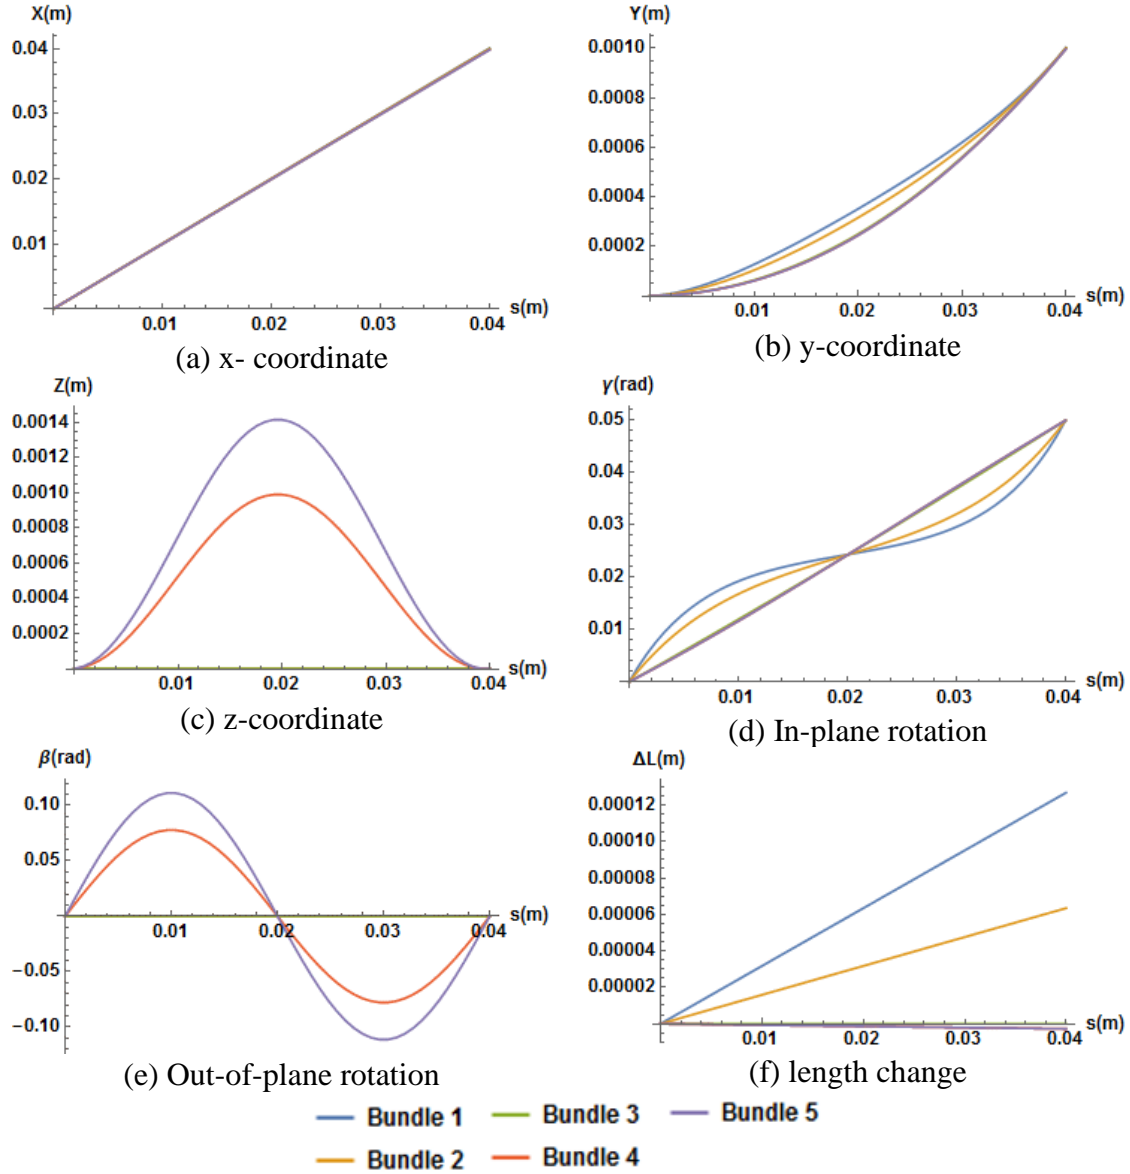 X(m)
0.04
0.03
0.02
0.01
0.01 0.02 0.03 0.04 s(m)
(a) x- coordinate
Y(m)
0.0010
0.0008
0.0006
0.0004
0.0002
0.01 0.02 0.03 0.04 s(m)
(b) y-coordinate
Z(m)
0.0014
0.0012
0.0010
0.0008
0.0006
0.0004
0.0002
0.01 0.02 0.03 0.04 s(m)
(c) z-coordinate
γ(rad)
0.05
0.04
0.03
0.02
0.01
0.01 0.02 0.03 0.04 s(m)
(d) In-plane rotation
β(rad)
0.10
0.05
0.01 0.02 0.03 0.04 s(m)
−0.05
−0.10
(e) Out-of-plane rotation
ΔL(m)
0.00012
0.00010
0.00008
0.00006
0.00004
0.00002
0.01 0.02 0.03 0.04 s(m)
(f) length change
Bundle 1 Bundle 3 Bundle 5
Bundle 2 Bundle 4